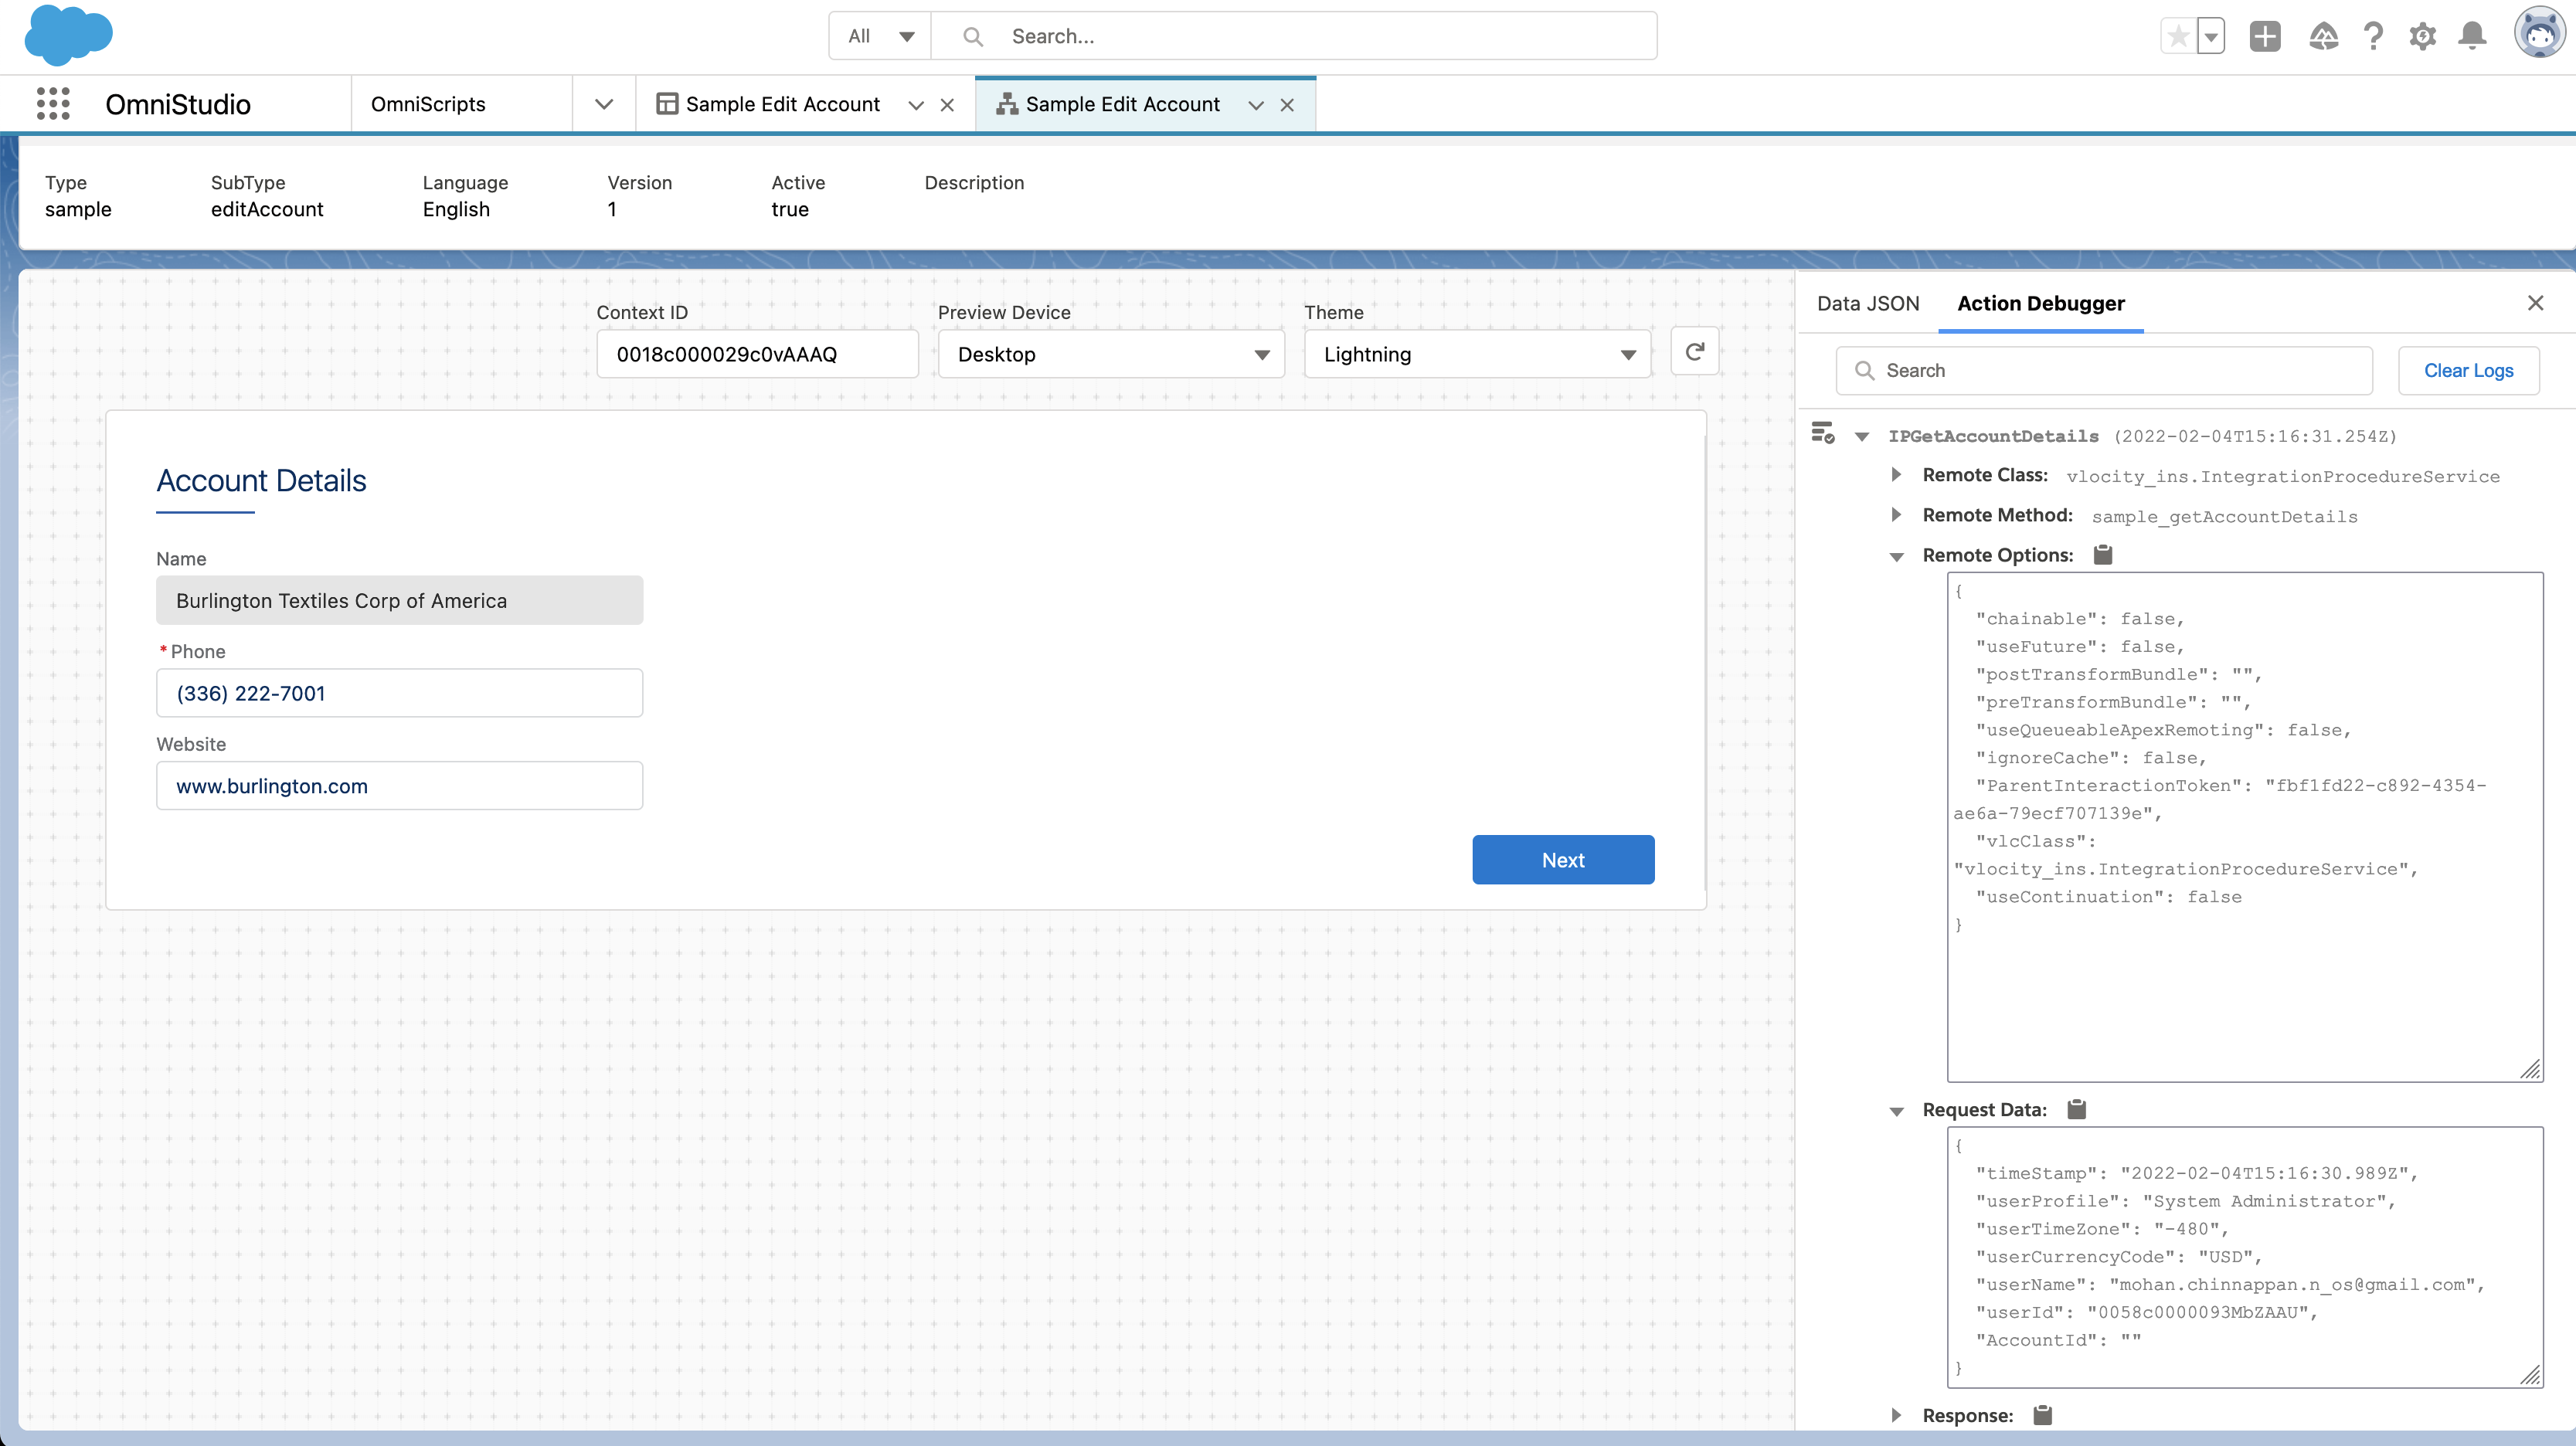 All
Search...
OmniStudio
OmniScripts
Sample Edit Account
Sample Edit Account
Type
sample
SubType
editAccount
Language
English
Version
1
Active
true
Description
Context ID
0018c000029c0vAAAQ
Preview Device
Desktop
Theme
Lightning
Account Details
Name
Burlington Textiles Corp of America
* Phone
(336) 222-7001
Website
www.burlington.com
Next
Data JSON
Action Debugger
Search
Clear Logs
IPGetAccountDetails (2022-02-04T15:16:31.254Z)
Remote Class: vlocity_ins.IntegrationProcedureService
Remote Method: sample_getAccountDetails
Remote Options:
{
"chainable": false,
"useFuture": false,
"postTransformBundle": "",
"preTransformBundle": "",
"useQueueableApexRemoting": false,
"ignoreCache": false,
"ParentInteractionToken": "fbf1fd22-c892-4354-
ae6a-79ecf707139e",
"vlcClass":
"vlocity_ins.IntegrationProcedureService",
"useContinuation": false
}
Request Data:
{
"timeStamp": "2022-02-04T15:16:30.989Z",
"userProfile": "System Administrator",
"userTimeZone": "-480",
"userCurrencyCode": "USD",
"userName": "mohan.chinnappan.n_os@gmail.com",
"userId": "0058c0000093MbZAAU",
"AccountId": ""
}
Response: